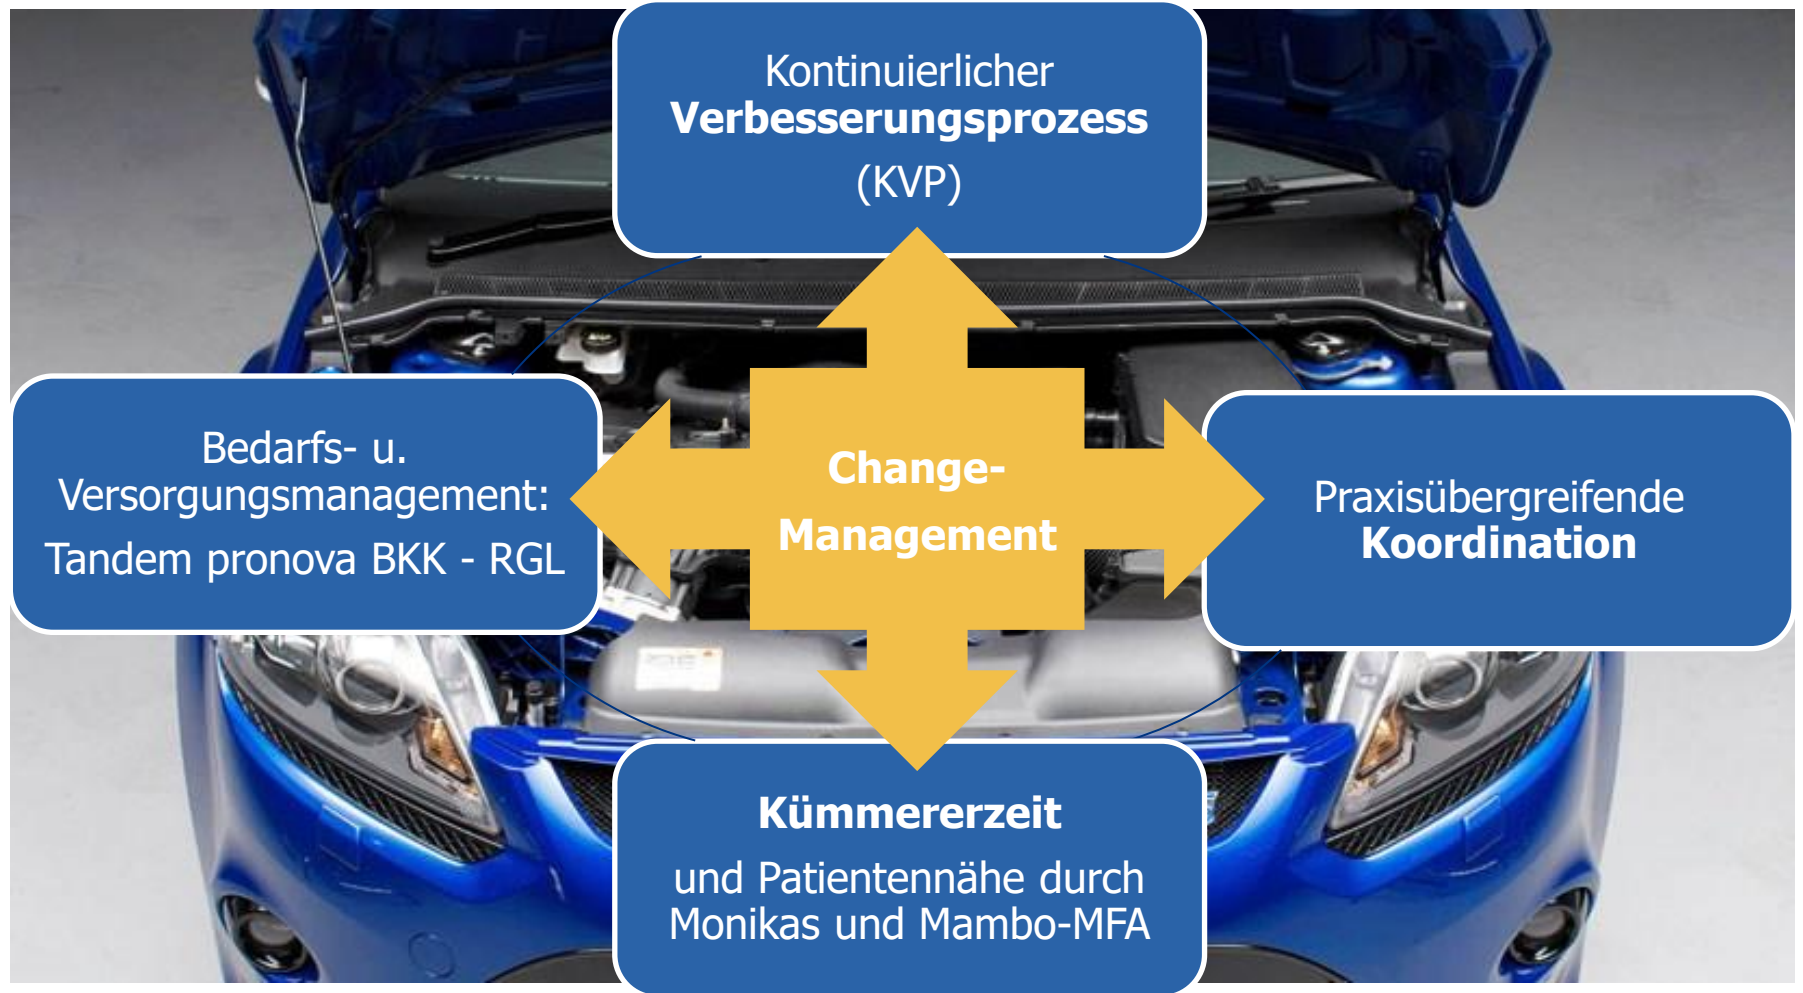 Kontinuierlicher
Verbesserungsprozess
(KVP)
Bedarfs- u.
Versorgungsmanagement:
Tandem pronova BKK - RGL
Change-
Management
Praxisübergreifende
Koordination
Kümmererzeit
und Patientennähe durch
Monikas und Mambo-MFA